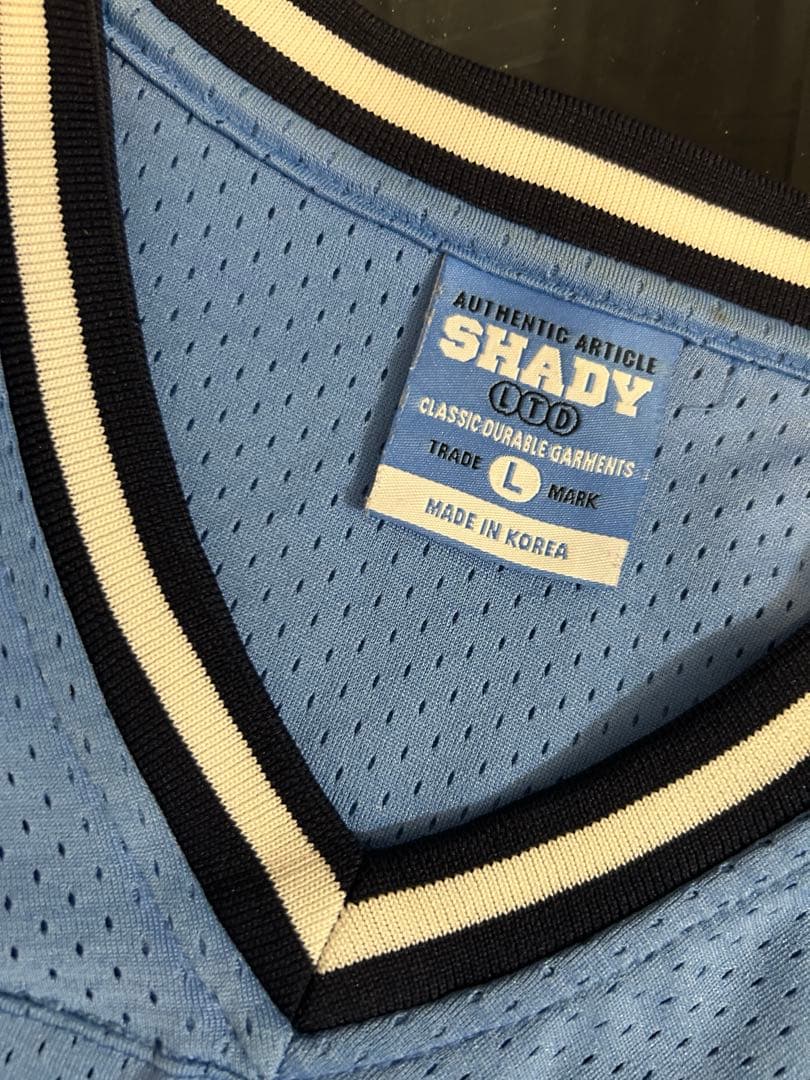 AUTHENTIC ARTICLE
SHADY
LTD
CLASSIC·DURABLE GARMENTS
TRADE L MARK
MADE IN KOREA